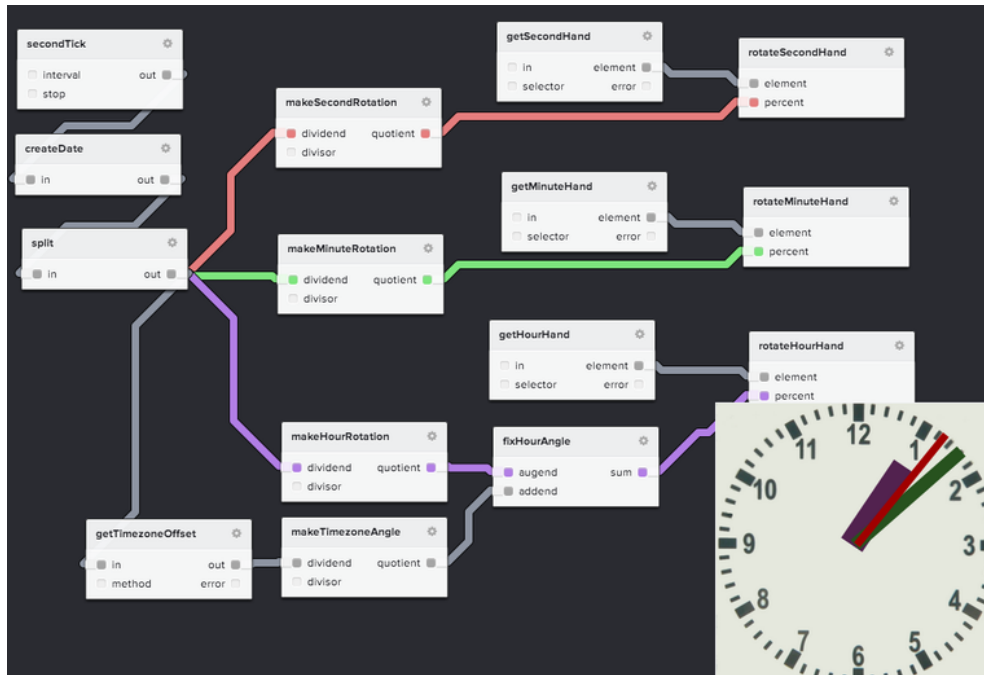 secondTick
interval out
stop
createDate
in out
split
in out
getSecondHand
in element
selector error
rotateSecondHand
element
percent
makeSecondRotation
dividend quotient
divisor
getMinuteHand
in element
selector error
rotateMinuteHand
element
percent
makeMinuteRotation
dividend quotient
divisor
getHourHand
in element
selector error
rotateHourHand
element
percent
makeHourRotation
dividend quotient
divisor
fixHourAngle
augend sum
addend
getTimezoneOffset
in out
method error
makeTimezoneAngle
dividend quotient
divisor
12
1
2
3
4
5
6
7
8
9
10
11